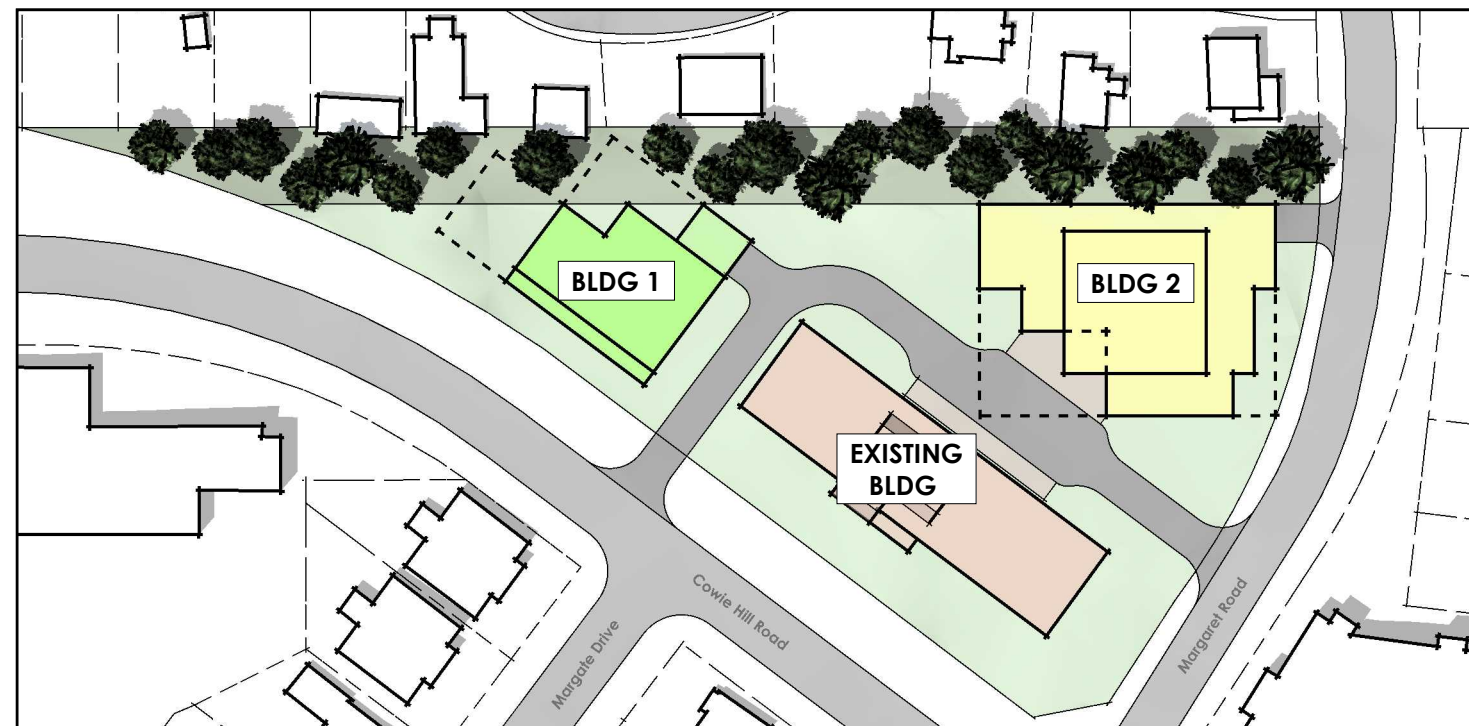 BLDG 1
BLDG 2
EXISTING
BLDG
Cowie Hill Road
Margate Drive
Margaret Road